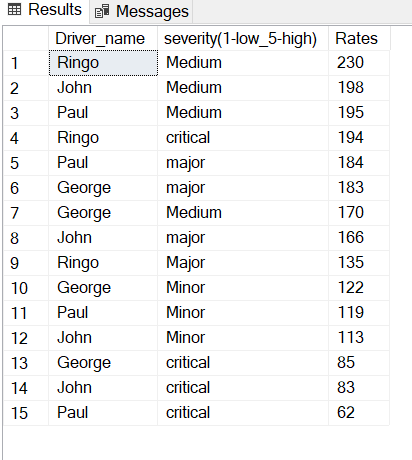 Results Messages
Driver_name severity(1-low_5-high) Rates
1 Ringo Medium 230
2 John Medium 198
3 Paul Medium 195
4 Ringo critical 194
5 Paul major 184
6 George major 183
7 George Medium 170
8 John major 166
9 Ringo Major 135
10 George Minor 122
11 Paul Minor 119
12 John Minor 113
13 George critical 85
14 John critical 83
15 Paul critical 62